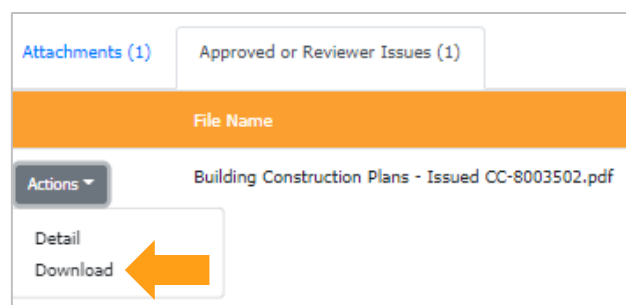 Attachments (1)
Approved or Reviewer Issues (1)
File Name
Actions
Building Construction Plans - Issued CC-8003502.pdf
Detail
Download